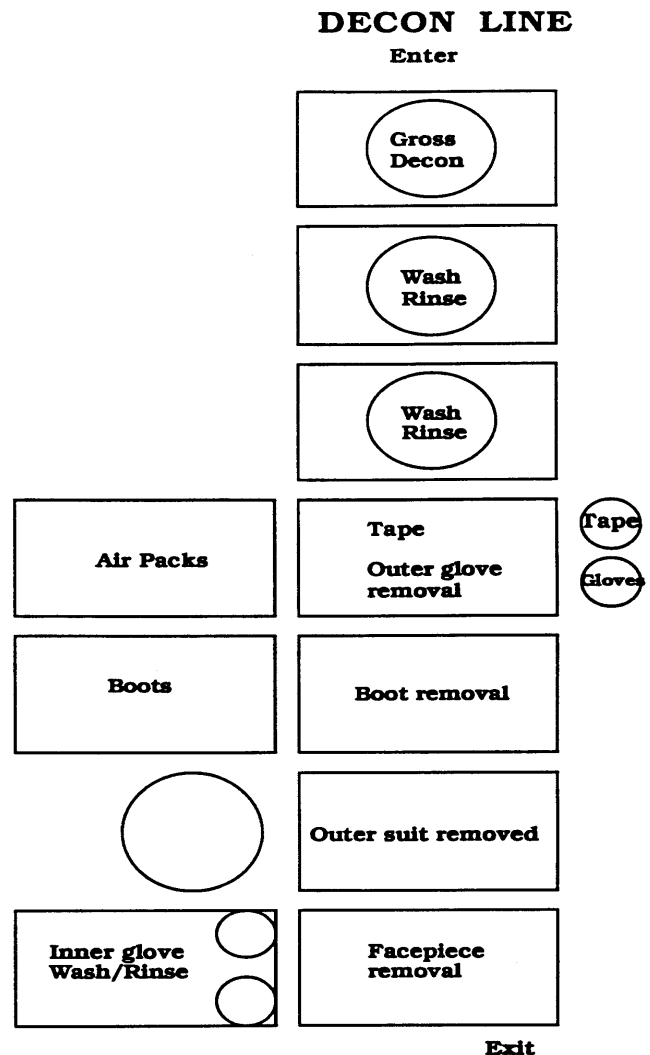 DECON LINE
Enter
Gross
Decon
Wash
Rinse
Wash
Rinse
Air Packs
Tape
Outer glove
removal
Tape
Gloves
Boots
Boot removal
Outer suit removed
Inner glove
Wash/Rinse
Facepiece
removal
Exit